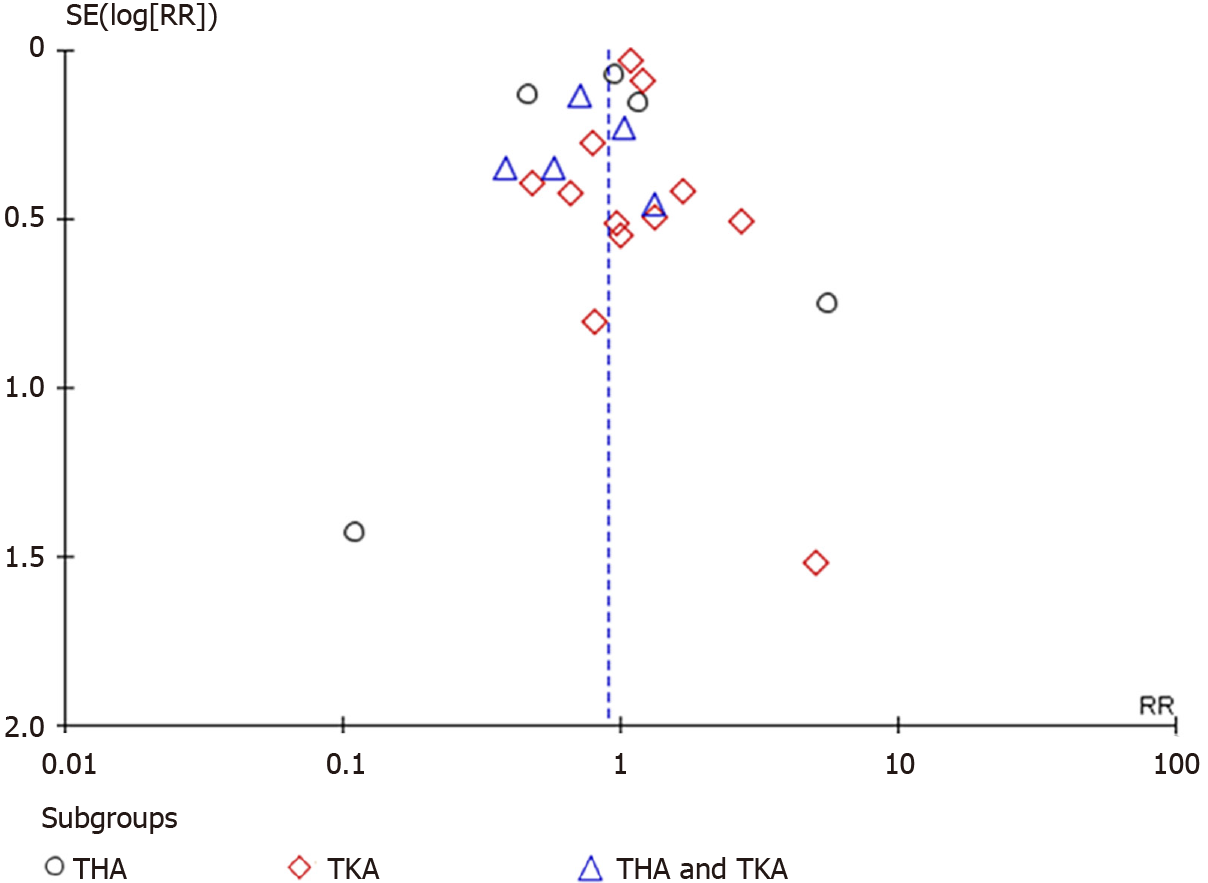 SE(log[RR])
0
0.5
1.0
1.5
2.0
RR
0.01 0.1 1 10 100
Subgroups
THA TKA THA and TKA